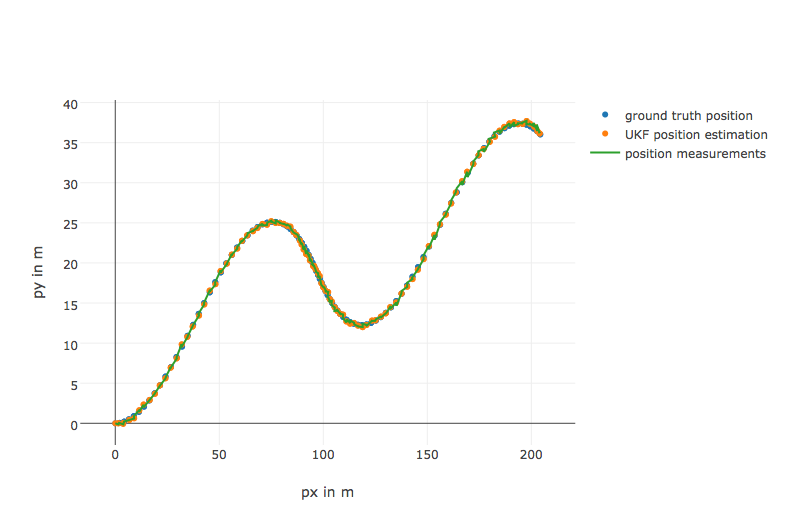 40
35
30
25
20
15
10
5
0
py in m
0 50 100 150 200
px in m
ground truth position
UKF position estimation
position measurements